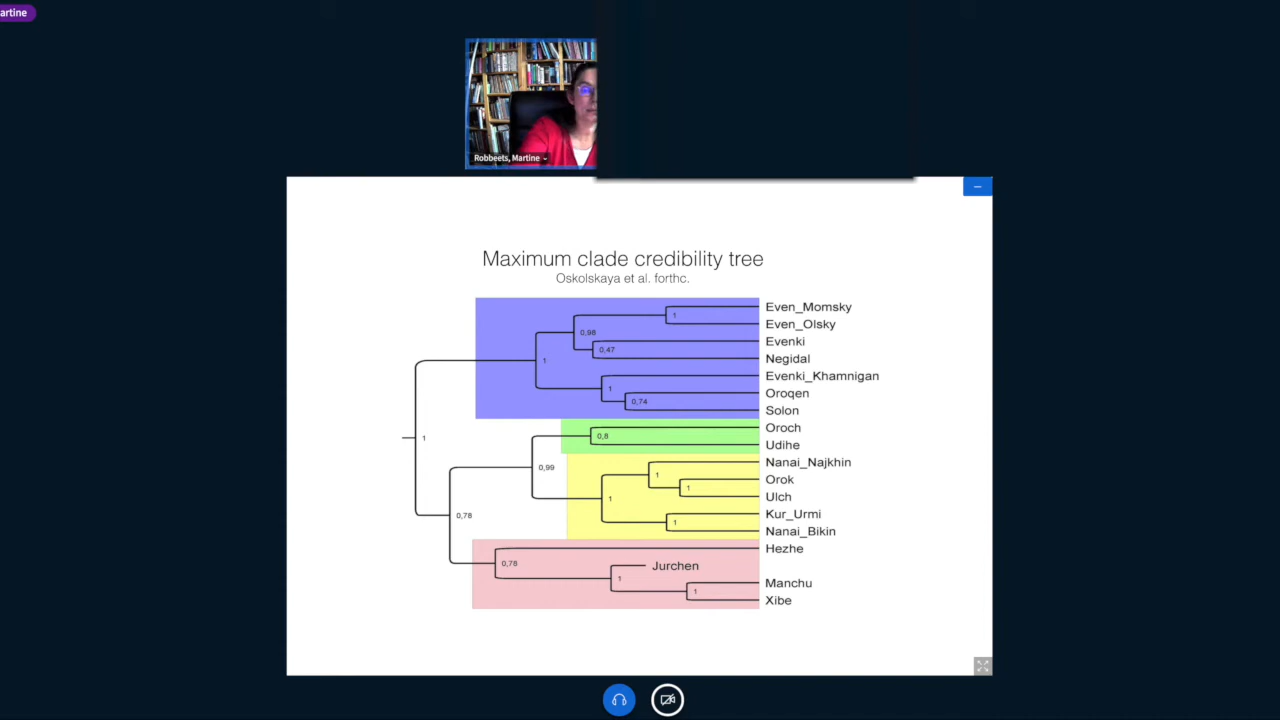 artine
Robbeets, Martine
Maximum clade credibility tree
Oskolskaya et al. forthc.
Even_Momsky
1
Even_Olsky
0,98
Evenki
0,47
Negidal
1
Evenki_Khamnigan
1
Oroqen
0,74
Solon
Oroch
0,8
1
Udihe
Nanai_Najkhin
0,99
1
Orok
1
Ulch
1
Kur_Urmi
0,78
1
Nanai_Bikin
Hezhe
0,78
Jurchen
1
Manchu
1
Xibe